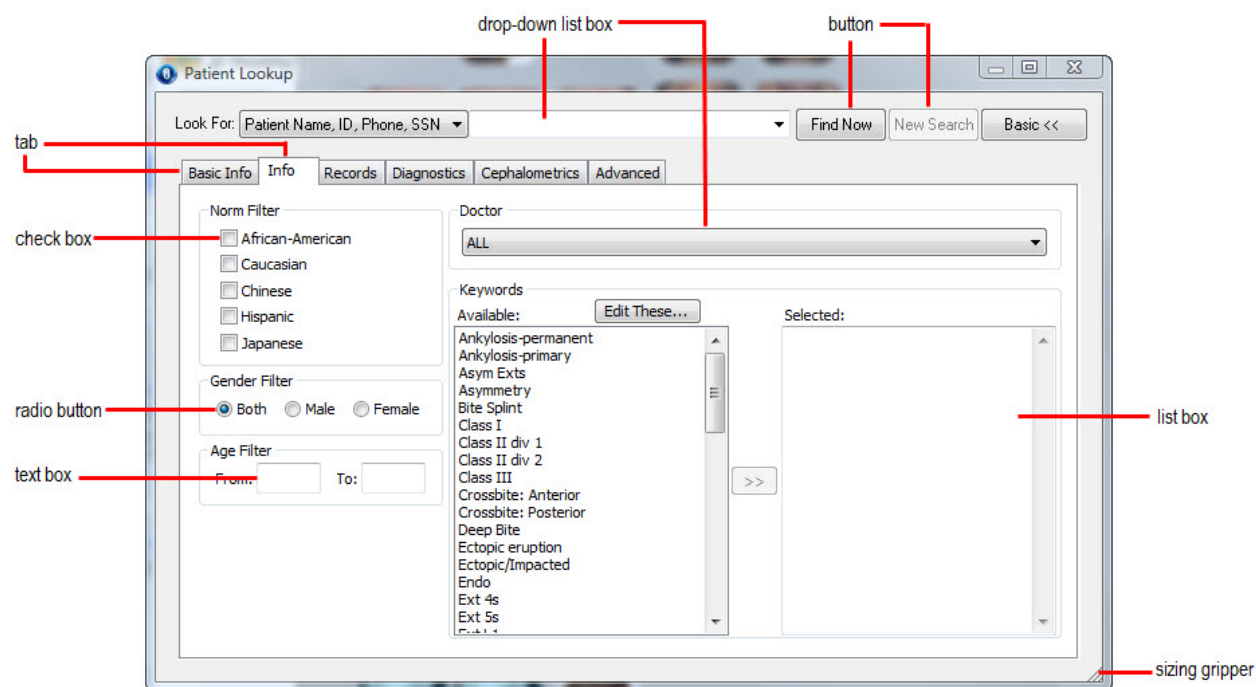 drop-down list box
button
Patient Lookup
Look For: Patient Name, ID, Phone, SSN Find Now New Search Basic <<
tab
Basic Info Info Records Diagnostics Cephalometrics Advanced
Norm Filter
check box
African-American
Caucasian
Chinese
Hispanic
Japanese
Gender Filter
radio button
Both Male Female
Age Filter
text box
From: To:
Doctor
ALL
Keywords
Available: Edit These... Selected:
Ankylosis-permanent
Ankylosis-primary
Asym Exts
Asymmetry
Bite Splint
Class I
Class II div 1
Class II div 2
Class III
Crossbite: Anterior
Crossbite: Posterior
Deep Bite
Ectopic eruption
Ectopic/Impacted
Endo
Ext 4s
Ext 5s
>>
list box
sizing gripper